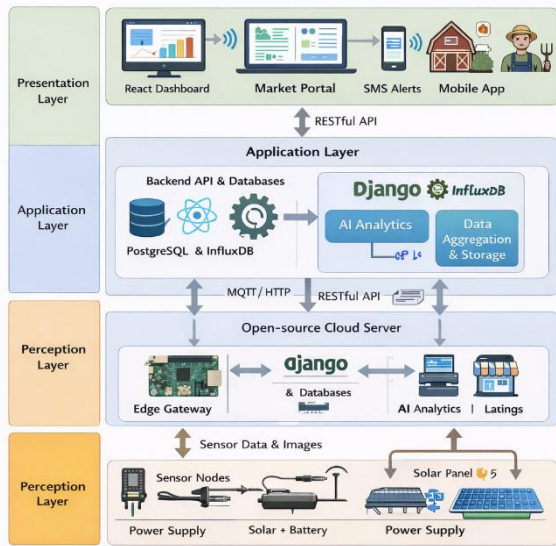 Presentation
Layer
React Dashboard
Market Portal
SMS Alerts
Mobile App
RESTful API
Application
Layer
Application Layer
Backend API & Databases
PostgreSQL & InfluxDB
Django
InfluxDB
AI Analytics
Data
Aggregation
& Storage
MQTT / HTTP
RESTful API
Perception
Layer
Open-source Cloud Server
Edge Gateway
django
& Databases
AI Analytics | Latings
Sensor Data & Images
Perception
Layer
Sensor Nodes
Solar Panel
5
Power Supply
Solar + Battery
Power Supply